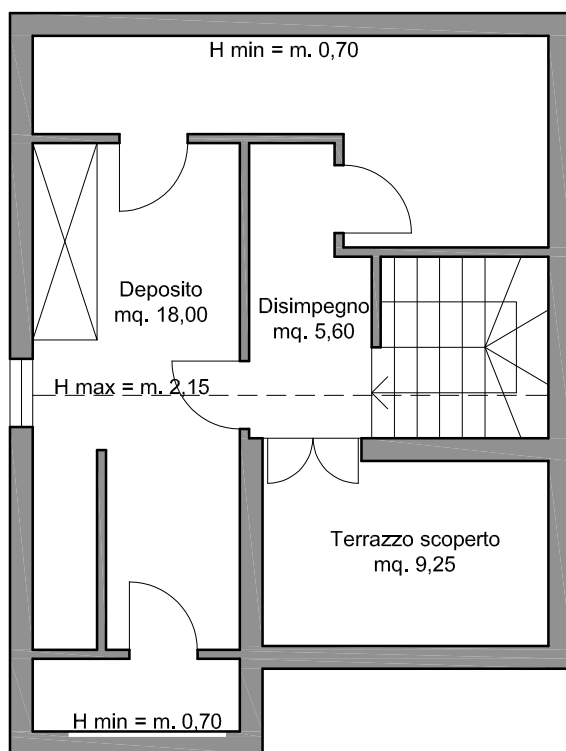 H min = m. 0,70
Deposito
mq. 18,00
Disimpegno
mq. 5,60
H max = m. 2,15
Terrazzo scoperto
mq. 9,25
H min = m. 0,70